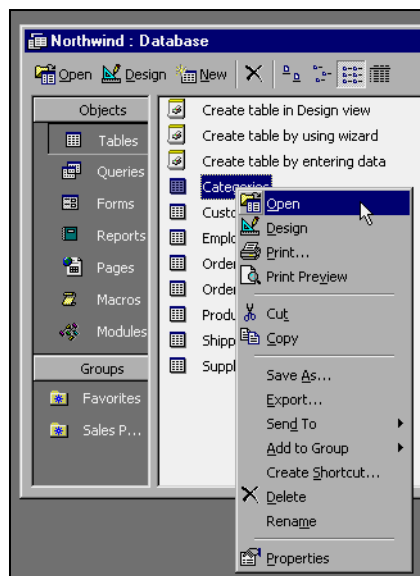 Northwind : Database
Open Design New
Objects
Tables
Queries
Forms
Reports
Pages
Macros
Modules
Groups
Favorites
Sales P...
Create table in Design view
Create table by using wizard
Create table by entering data
Categories
Custo
Emplo
Order
Order
Produ
Shipp
Suppl
Open
Design
Print...
Print Preview
Cut
Copy
Save As...
Export...
Send To
Add to Group
Create Shortcut...
Delete
Rename
Properties